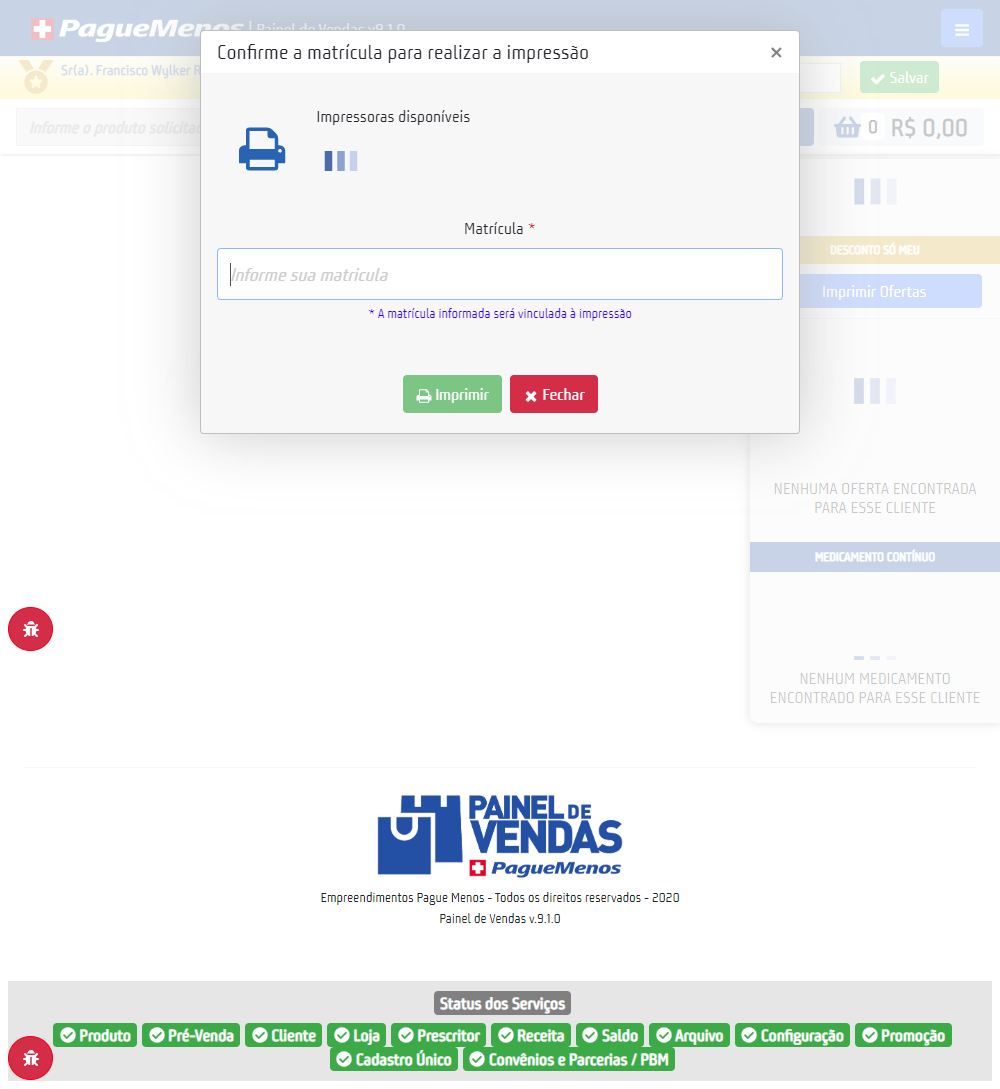 PagueMenos | Painel de Vendas v9.1.0
Confirme a matrícula para realizar a impressão ×
Sr(a). Francisco Wylker
Salvar
Informe o produto
0 R$ 0,00
Impressoras disponíveis
Matrícula *
Informe sua matricula
* A matrícula informada será vinculada à impressão
Imprimir Fechar
DESCONTO SÓ MEU
Imprimir Ofertas
NENHUMA OFERTA ENCONTRADA
PARA ESSE CLIENTE
MEDICAMENTO CONTÍNUO
NENHUM MEDICAMENTO
ENCONTRADO PARA ESSE CLIENTE
PAINEL DE
VENDAS
PagueMenos
Empreendimentos Pague Menos - Todos os direitos reservados - 2020
Painel de Vendas v.9.1.0
Status dos Serviços
Produto Pré-Venda Cliente Loja Prescritor Receita Saldo Arquivo Configuração Promoção
Cadastro Único Convênios e Parcerias / PBM